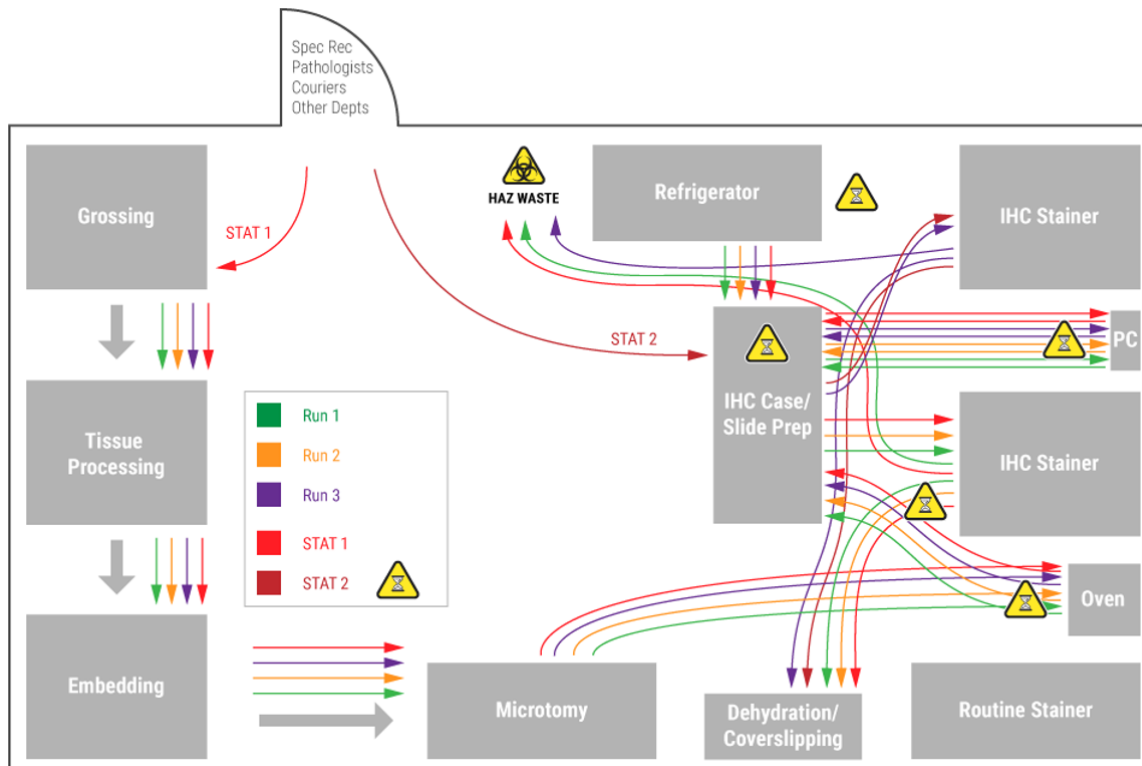 Spec Rec
Pathologists
Couriers
Other Depts
Grossing
STAT 1
HAZ WASTE
Refrigerator
IHC Stainer
STAT 2
PC
IHC Case/
Slide Prep
Tissue
Processing
Run 1
Run 2
Run 3
STAT 1
STAT 2
IHC Stainer
Oven
Embedding
Microtomy
Dehydration/
Coverslipping
Routine Stainer